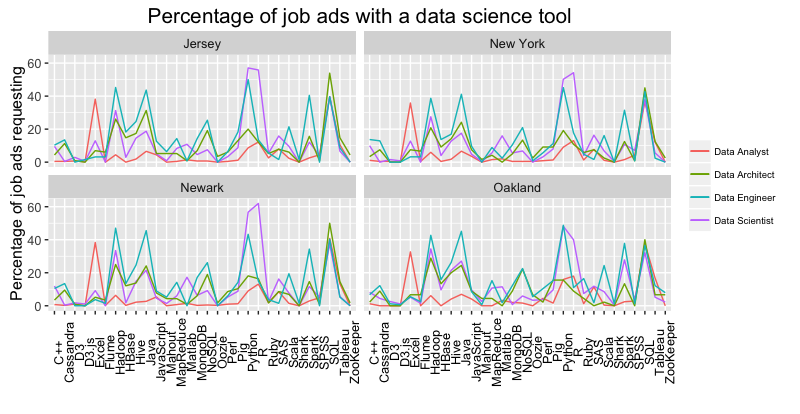 Percentage of job ads with a data science tool
Percentage of job ads requesting
Jersey
New York
60
40
20
0
Newark
Oakland
60
40
20
0
C++
Cassandra
D3
D3.js
Excel
Flume
Hadoop
HBase
Hive
Java
JavaScript
Mahout
MapReduce
Matlab
MongoDB
NoSQL
Oozie
Perl
Pig
Python
R
Ruby
SAS
Scala
Shark
Spark
SPSS
SQL
Tableau
ZooKeeper
C++
Cassandra
D3
D3.js
Excel
Flume
Hadoop
HBase
Hive
Java
JavaScript
Mahout
MapReduce
Matlab
MongoDB
NoSQL
Oozie
Perl
Pig
Python
R
Ruby
SAS
Scala
Shark
Spark
SPSS
SQL
Tableau
ZooKeeper
Data Analyst
Data Architect
Data Engineer
Data Scientist